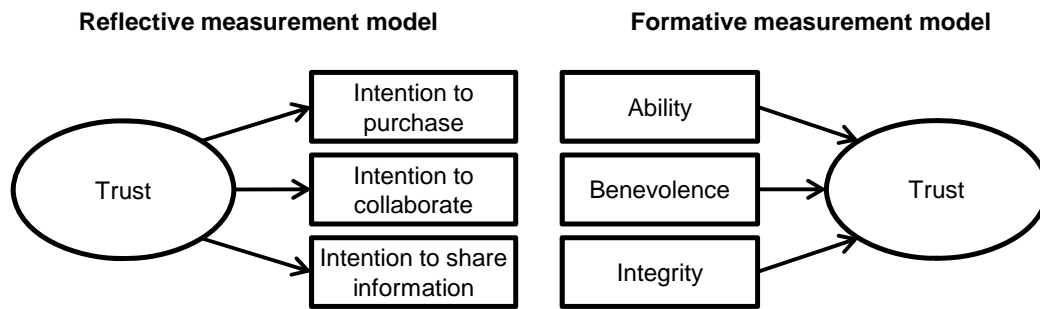 Reflective measurement model
Trust
Intention to
purchase
Intention to
collaborate
Intention to share
information
Formative measurement model
Ability
Benevolence
Integrity
Trust